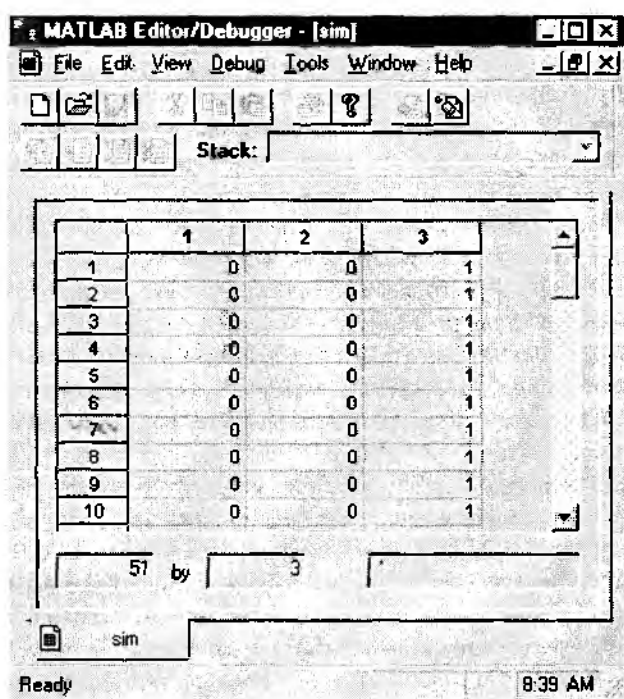 MATLAB Editor/Debugger - [sim]
File Edit View Debug Tools Window Help
Stack:
1 2 3
1 0 0 1
2 0 0 1
3 0 0 1
4 0 0 1
5 0 0 1
6 0 0 1
7 0 0 1
8 0 0 1
9 0 0 1
10 0 0 1
51 by 3
sim
Ready 8:39 AM